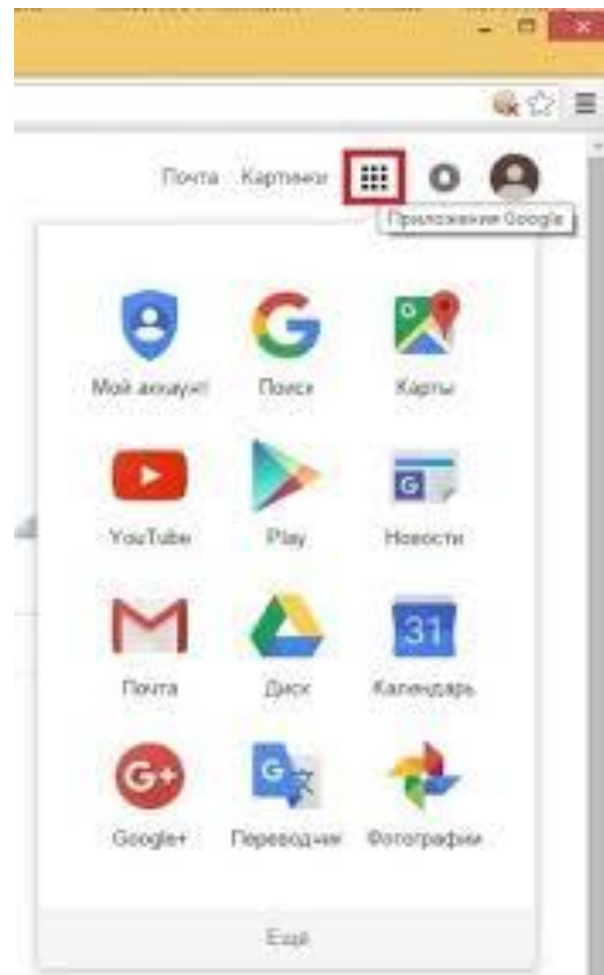 Почта Картинки
Приложения Google
Мой аккаунт Поиск Карты
YouTube Play Новости
31
Почта Диск Календарь
G+
Google+ Переводчик Фотографии
Ещё